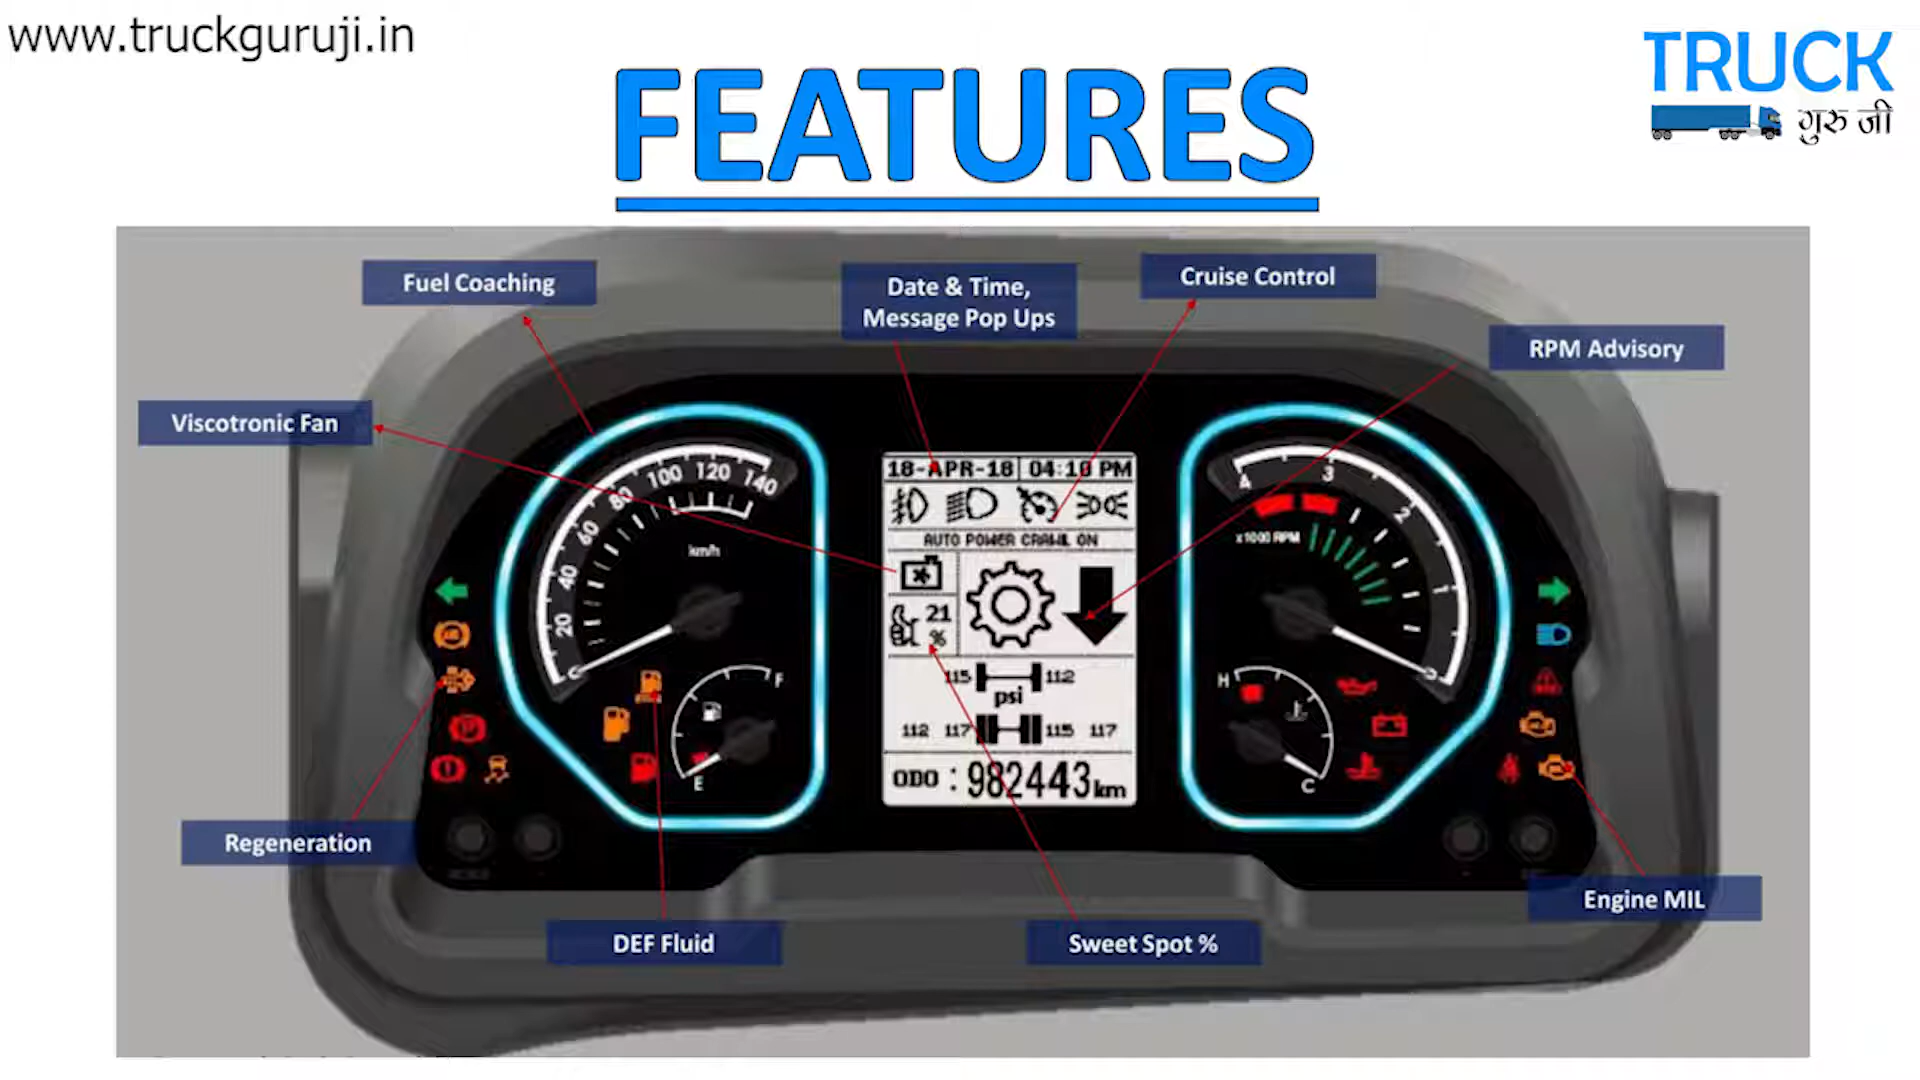 www.truckguruji.in
TRUCK
गुरु जी
FEATURES
Fuel Coaching
Date & Time,
Message Pop Ups
Cruise Control
RPM Advisory
Viscotronic Fan
20 40 60 80 100 120 140
km/h
18-APR-18 04:10 PM
AUTO POWER CRAWL ON
21
%
115 112
psi
112 117 115 117
ODO : 982443km
F
E
4 3 2 1
x1000 RPM
H
C
Regeneration
DEF Fluid
Sweet Spot %
Engine MIL